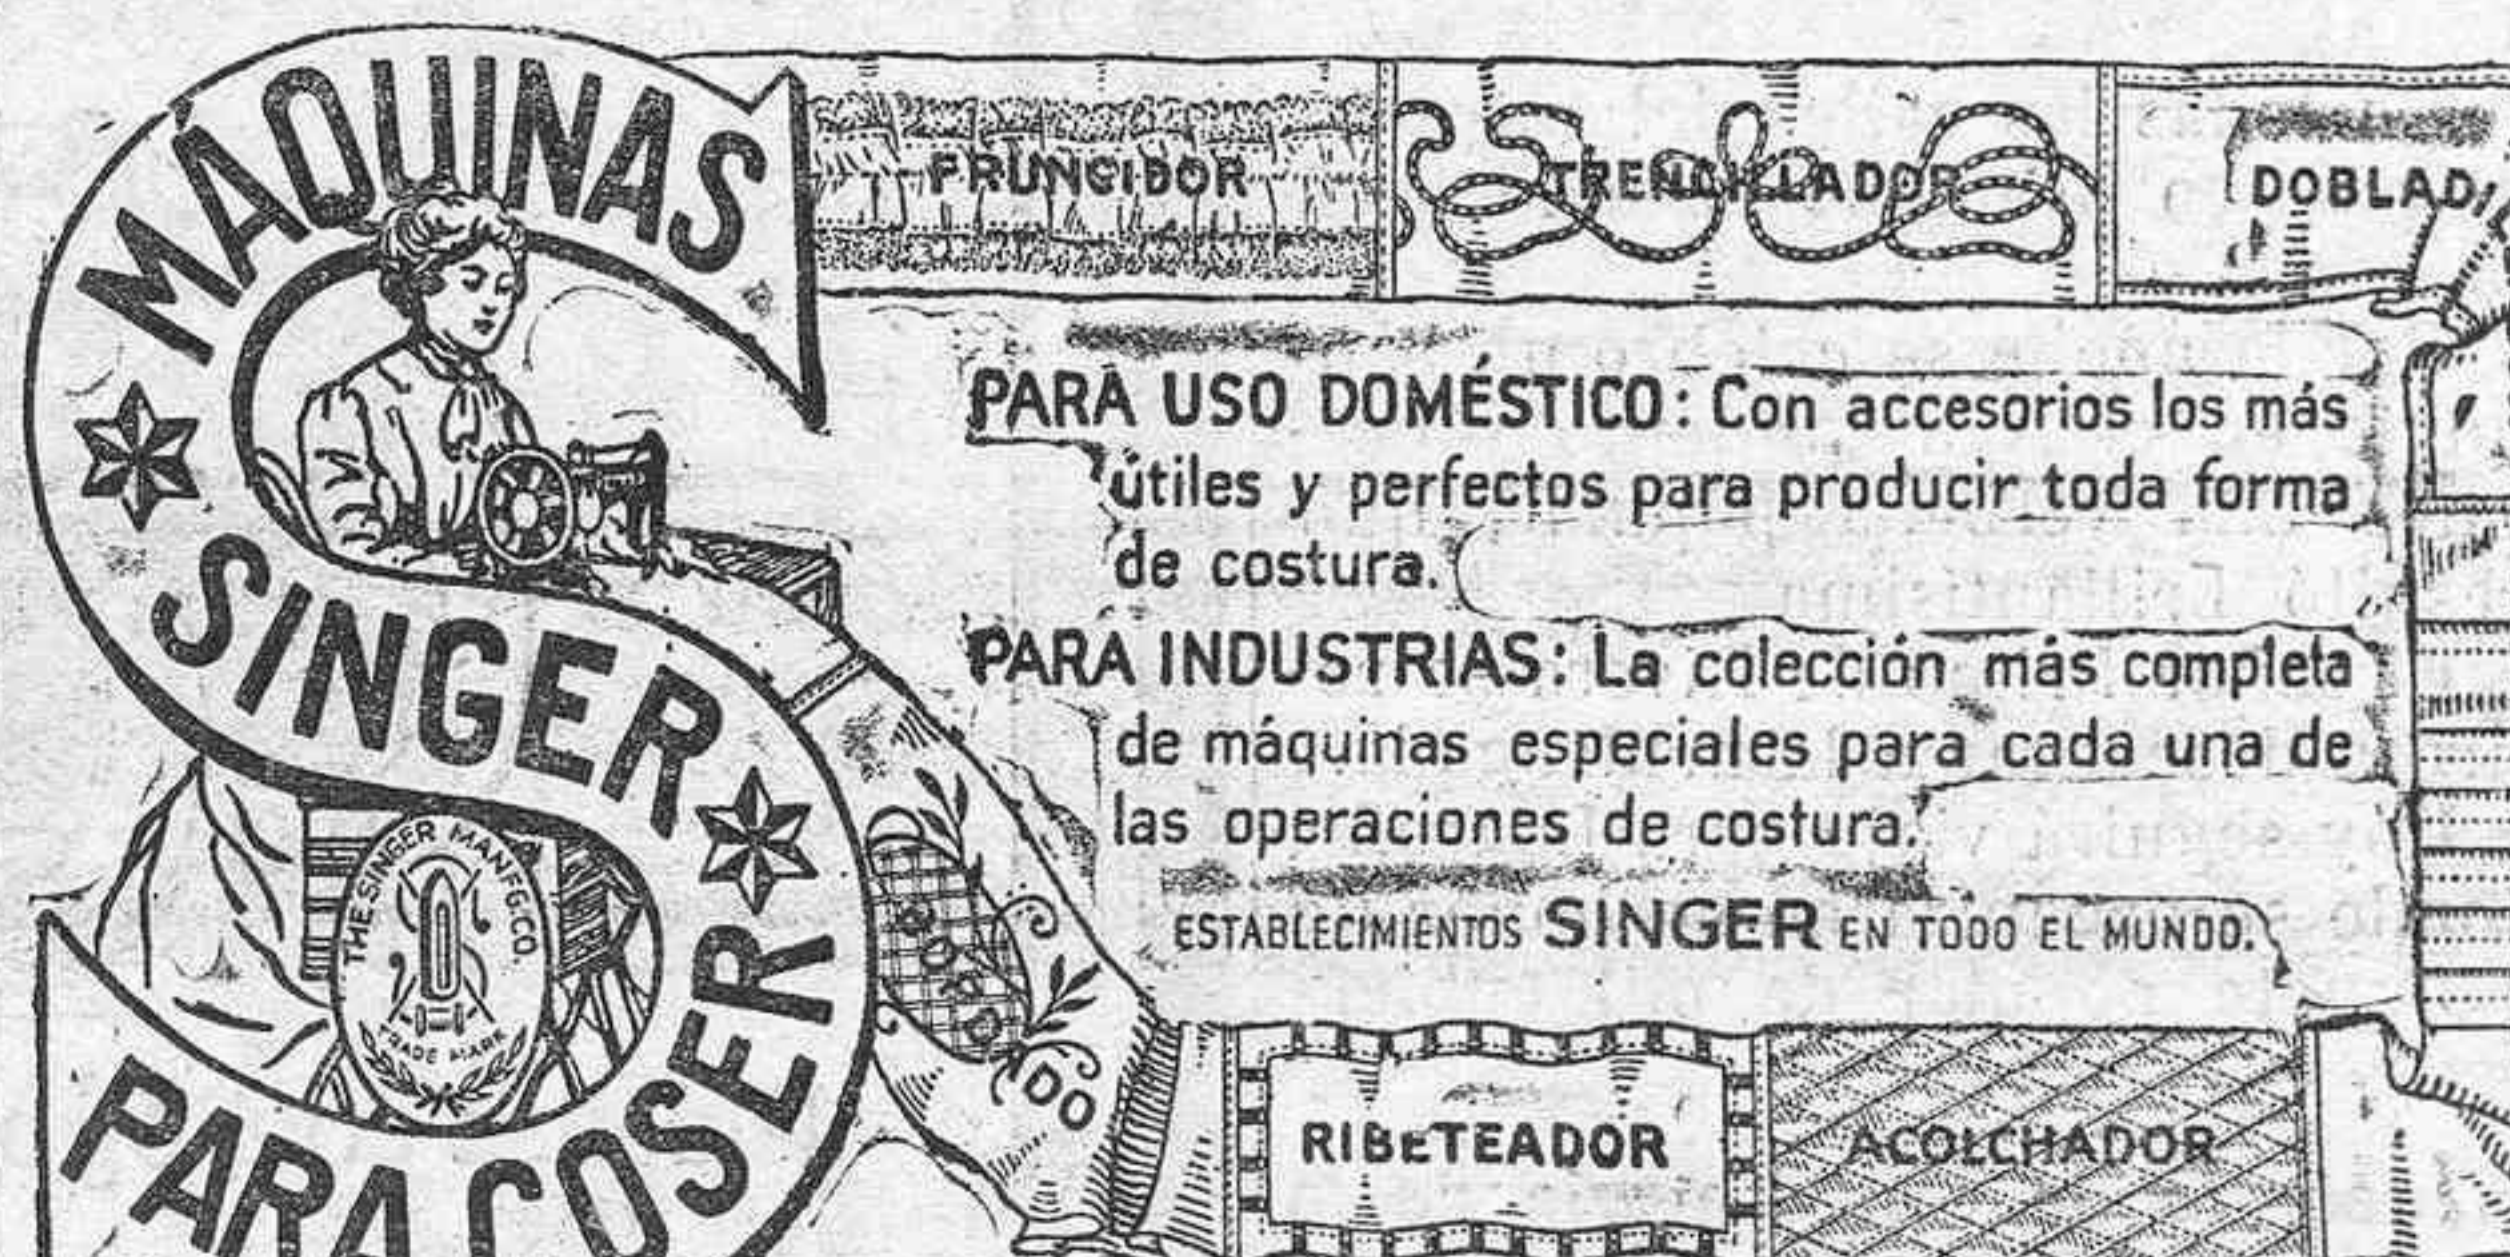 MÁQUINAS
SINGER
PARA COSER
THE SINGER MANFG. CO.
TRADE MARK
FRUNCIDOR
TRENCILLADOR
DOBLADI
PARA USO DOMÉSTICO: Con accesorios los más
útiles y perfectos para producir toda forma
de costura.
PARA INDUSTRIAS: La colección más completa
de máquinas especiales para cada una de
las operaciones de costura.
ESTABLECIMIENTOS SINGER EN TODO EL MUNDO.
RIBETEADOR
ACOLCHADOR